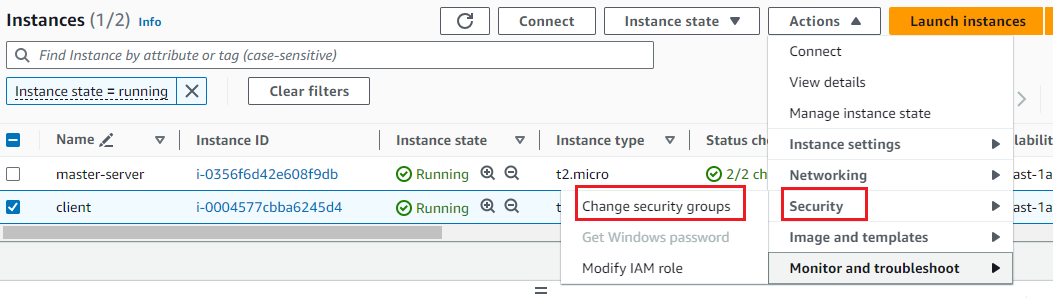 Instances (1/2) Info
Connect
Instance state
Actions
Launch instances
Find Instance by attribute or tag (case-sensitive)
Instance state = running
Clear filters
Connect
View details
Manage instance state
Instance settings
Networking
Security
Image and templates
Monitor and troubleshoot
Change security groups
Get Windows password
Modify IAM role
Name Instance ID Instance state Instance type Status che
master-server i-0356f6d42e608f9db Running t2.micro 2/2 ch ast-1a
client i-0004577cbba6245d4 Running ast-1a